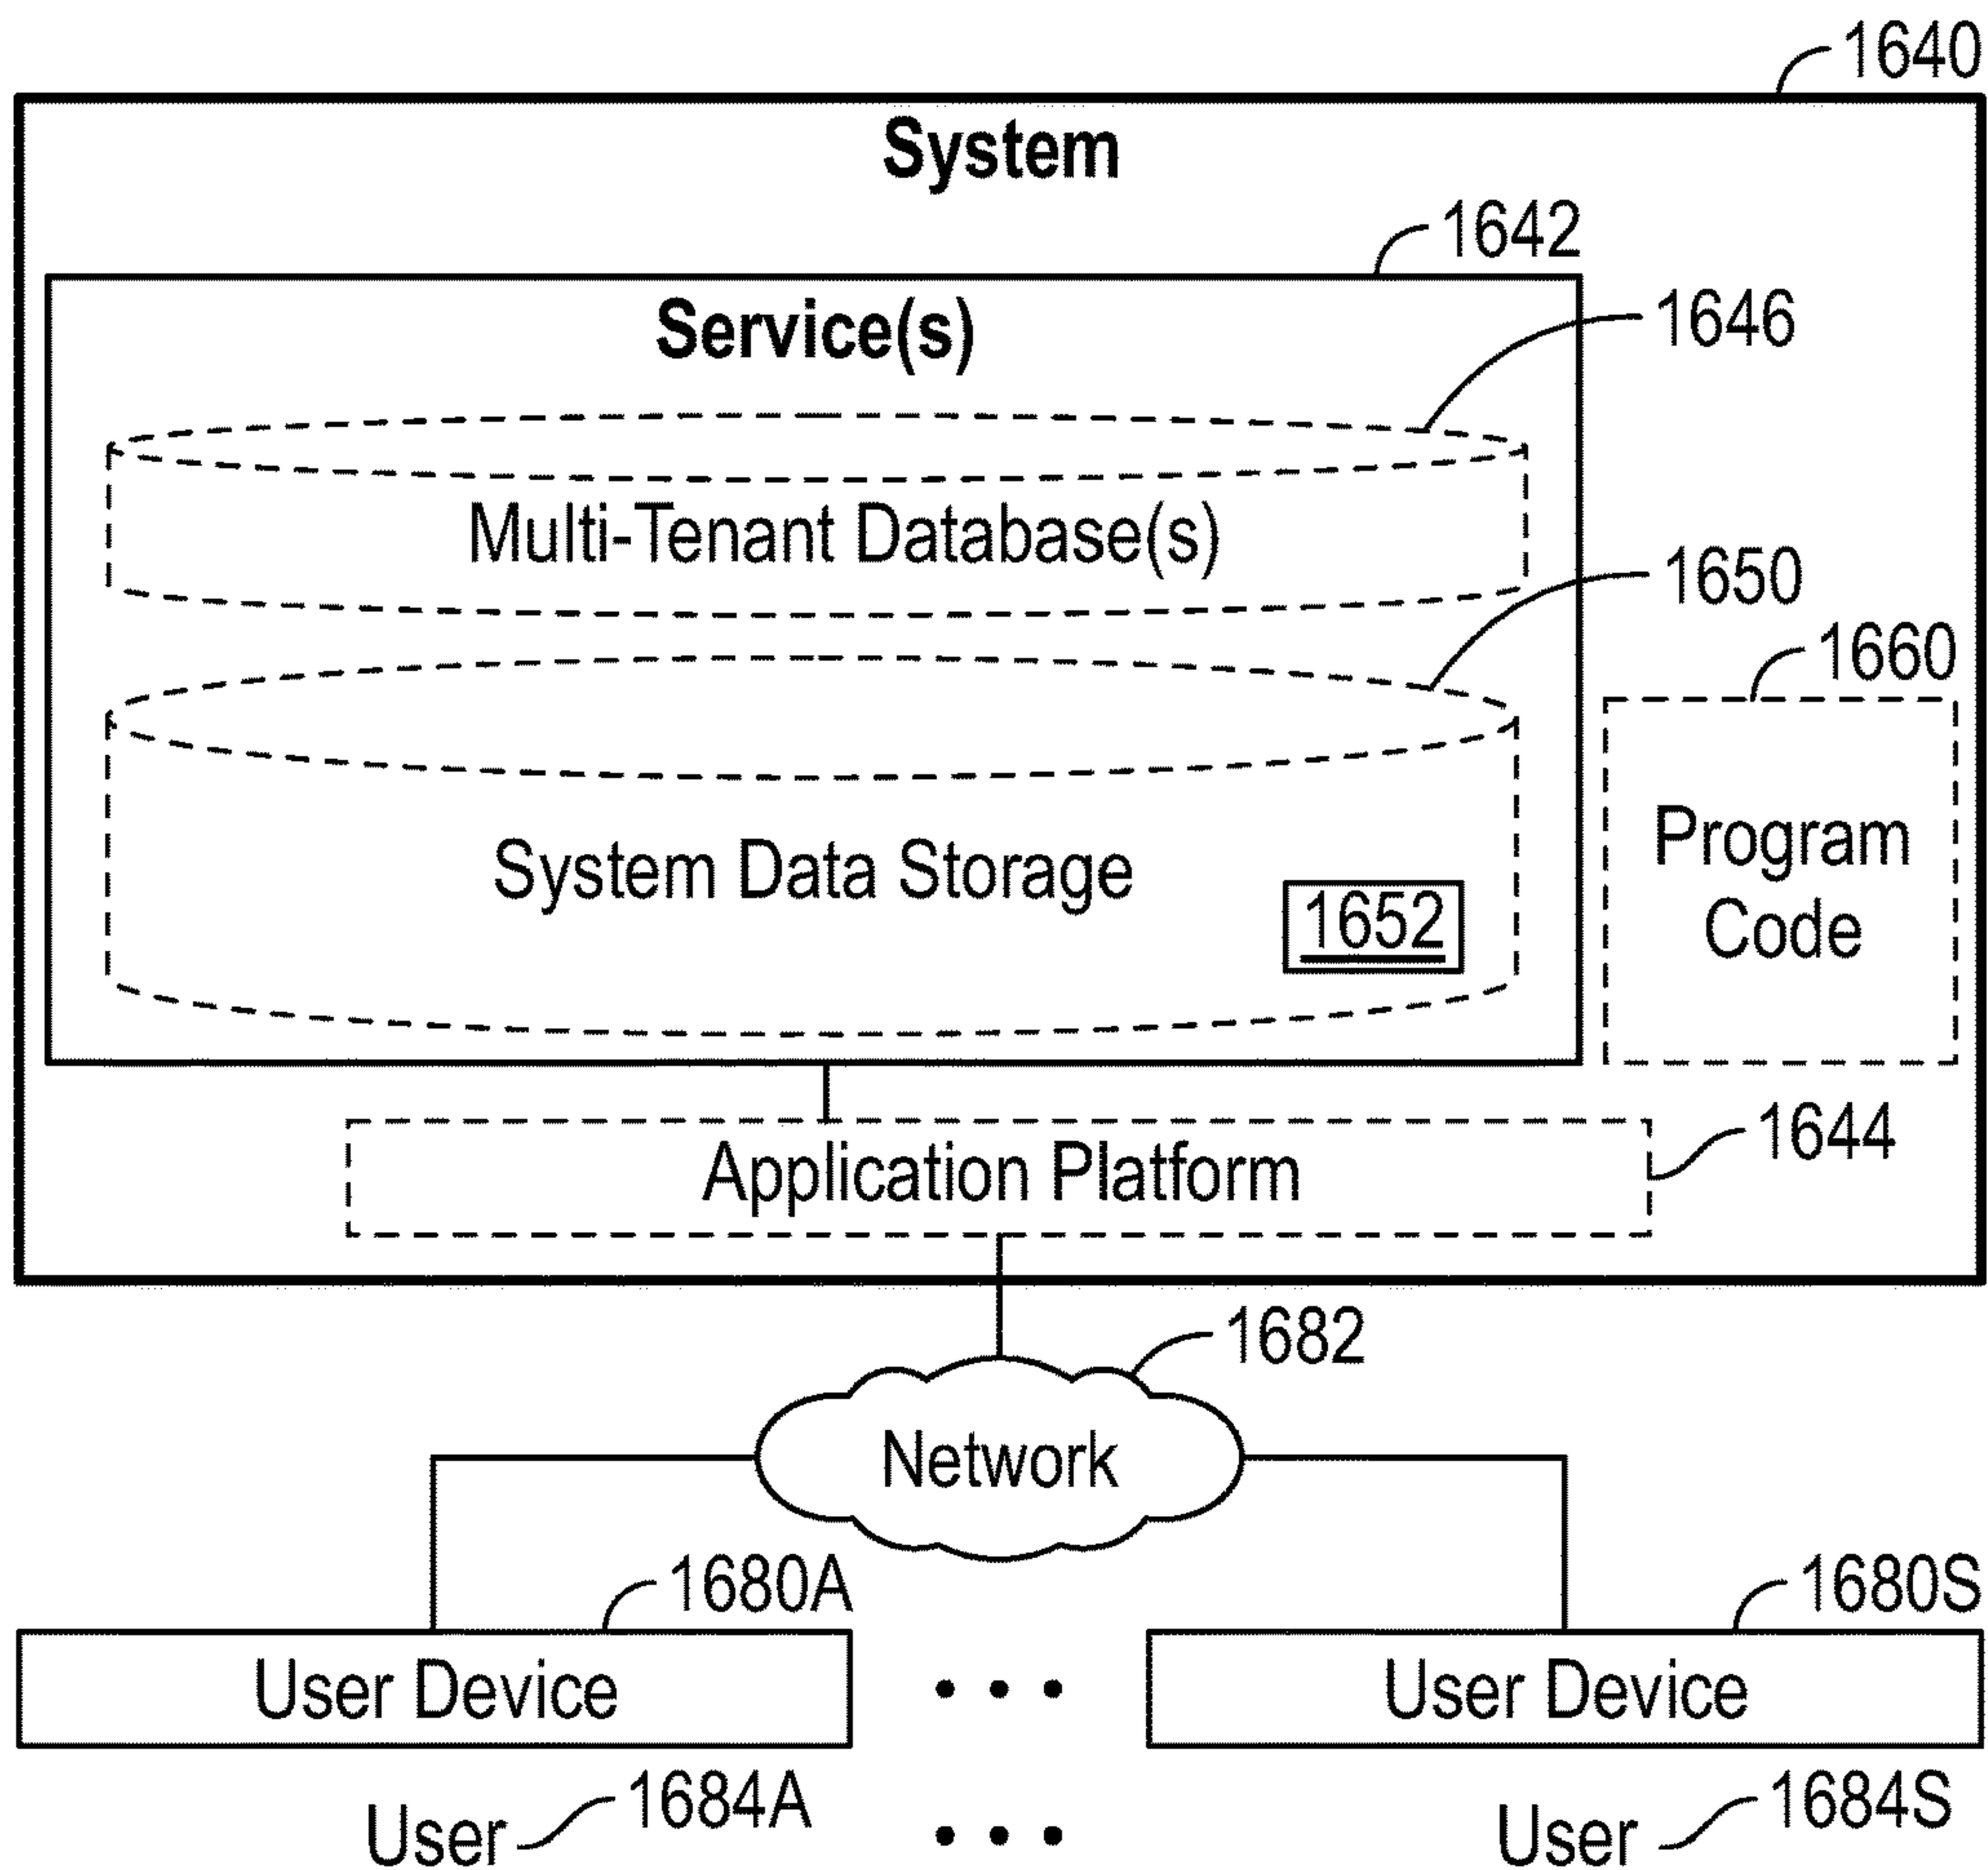 1640
System
1642
Service(s)
1646
Multi-Tenant Database(s)
1650
1660
System Data Storage
1652
Program
Code
Application Platform
1644
1682
Network
1680A
1680S
User Device
• • •
User Device
User
1684A
• • •
User
1684S